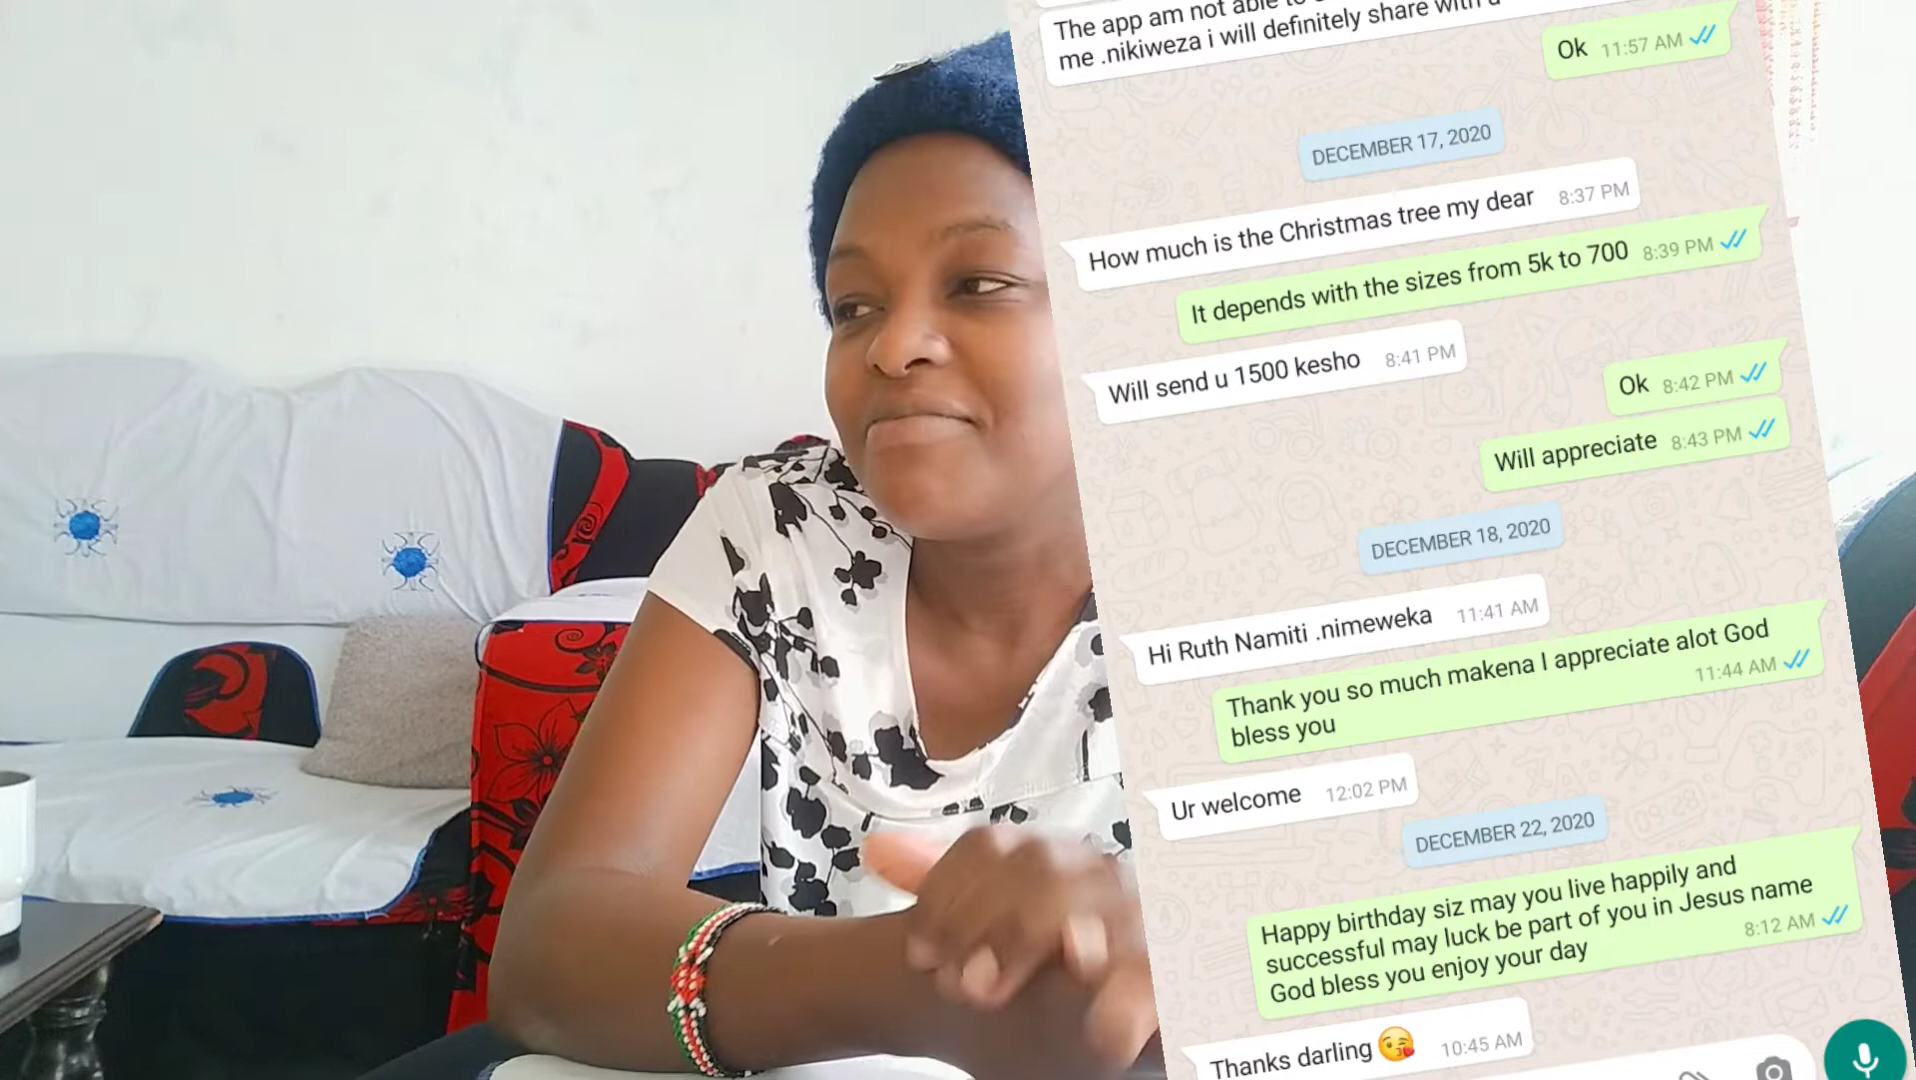 The app am not able to
me .nikiweza i will definitely share with u
Ok 11:57 AM
DECEMBER 17, 2020
How much is the Christmas tree my dear 8:37 PM
It depends with the sizes from 5k to 700 8:39 PM
Will send u 1500 kesho 8:41 PM
Ok 8:42 PM
Will appreciate 8:43 PM
DECEMBER 18, 2020
Hi Ruth Namiti .nimeweka 11:41 AM
Thank you so much makena I appreciate alot God
bless you 11:44 AM
Ur welcome 12:02 PM
DECEMBER 22, 2020
Happy birthday siz may you live happily and
successful may luck be part of you in Jesus name
God bless you enjoy your day 8:12 AM
Thanks darling 😘 10:45 AM